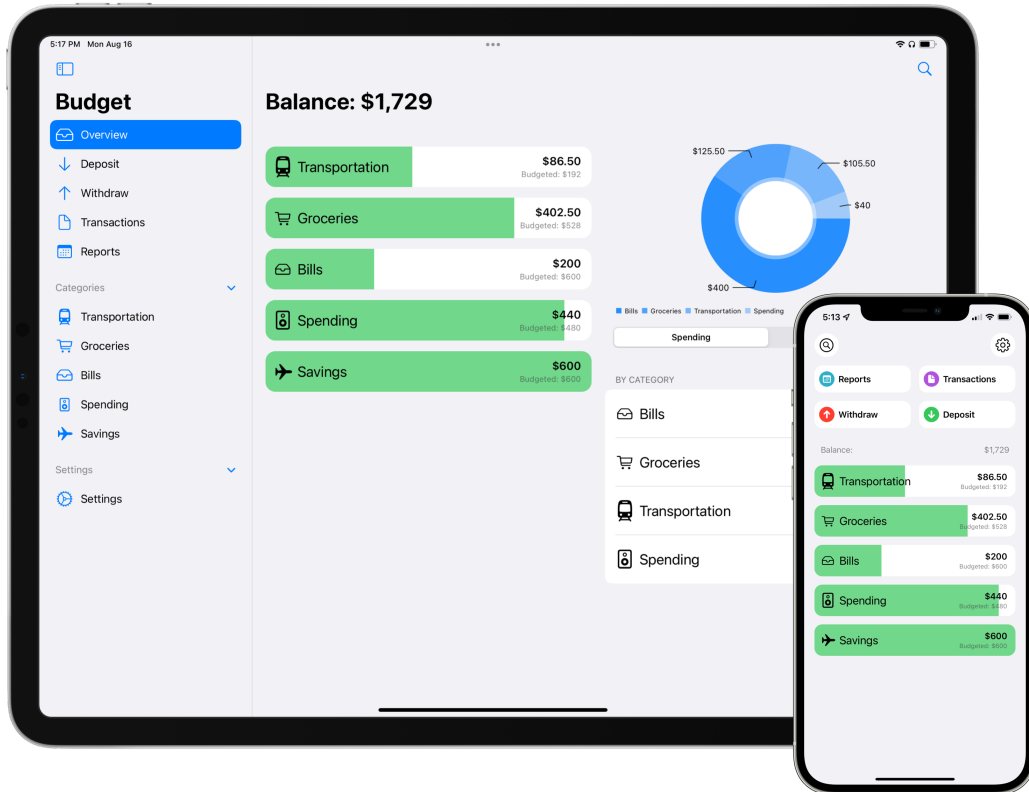 5:17 PM Mon Aug 16
Budget
Overview
Deposit
Withdraw
Transactions
Reports
Categories
Transportation
Groceries
Bills
Spending
Savings
Settings
Settings
Balance: $1,729
Transportation
$86.50
Budgeted: $192
Groceries
$402.50
Budgeted: $528
Bills
$200
Budgeted: $600
Spending
$440
Budgeted: $480
Savings
$600
Budgeted: $600
$125.50
$105.50
$40
$400
Bills Groceries Transportation Spending
Spending
BY CATEGORY
Bills
Groceries
Transportation
Spending
5:13
Reports
Transactions
Withdraw
Deposit
Balance: $1,729
Transportation
$86.50
Budgeted: $192
Groceries
$402.50
Budgeted: $528
Bills
$200
Budgeted: $600
Spending
$440
Budgeted: $480
Savings
$600
Budgeted: $600